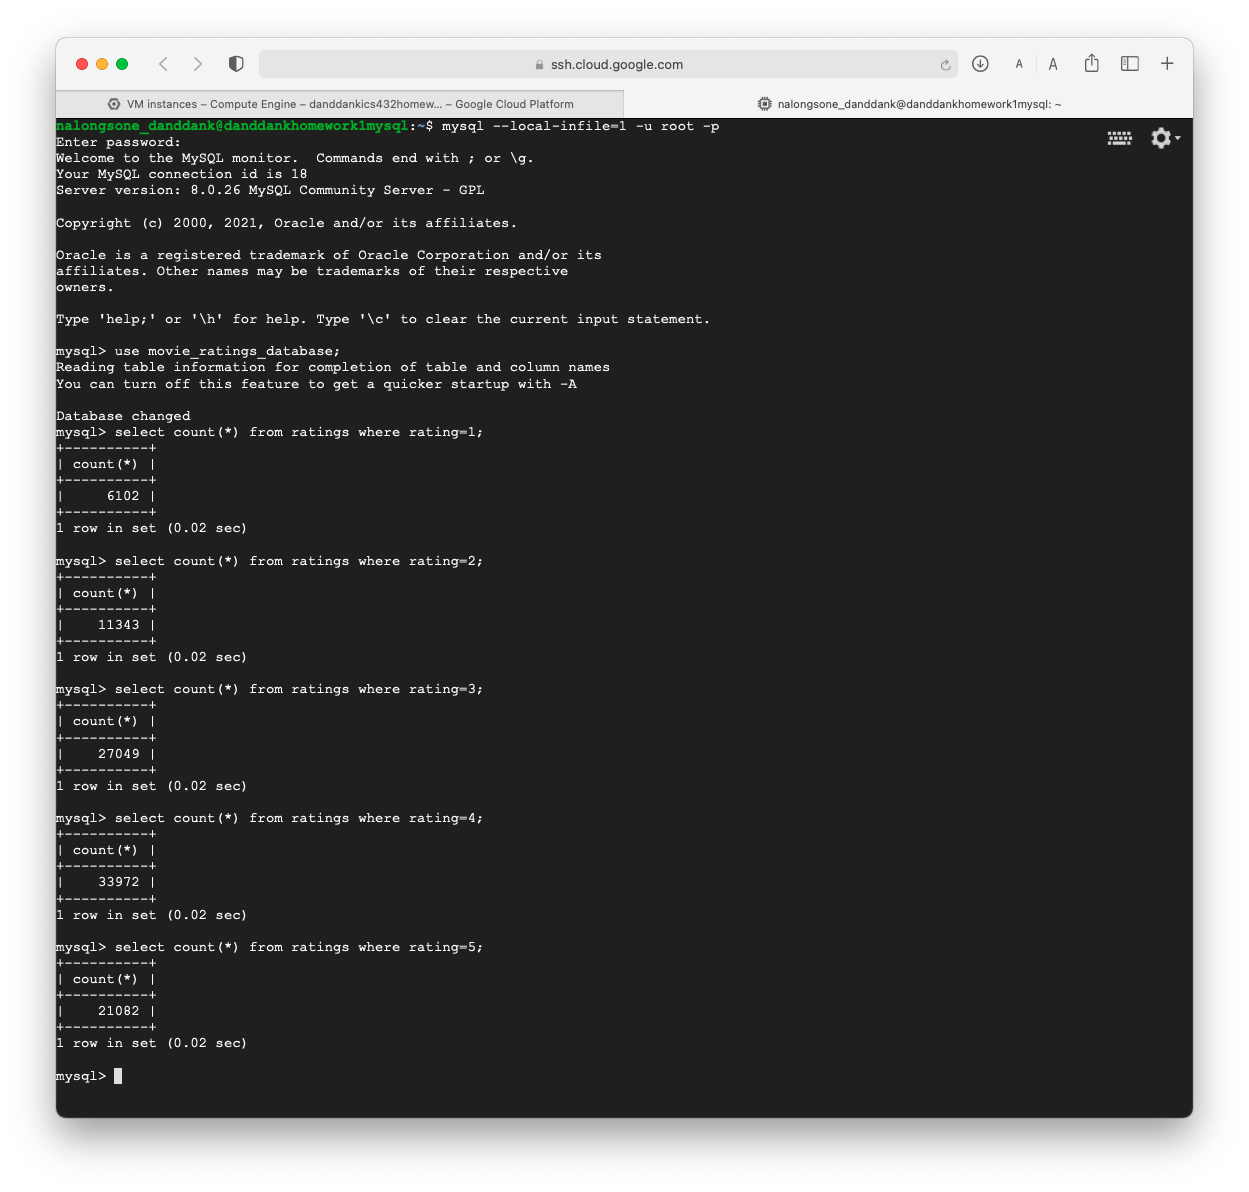 ssh.cloud.google.com
A A
VM instances – Compute Engine – danddankics432homew... – Google Cloud Platform
nalongsone_danddank@danddankhomework1mysql: ~
nalongsone_danddank@danddankhomework1mysql:~$ mysql --local-infile=1 -u root -p
Enter password:
Welcome to the MySQL monitor.  Commands end with ; or \g.
Your MySQL connection id is 18
Server version: 8.0.26 MySQL Community Server - GPL
Copyright (c) 2000, 2021, Oracle and/or its affiliates.
Oracle is a registered trademark of Oracle Corporation and/or its
affiliates. Other names may be trademarks of their respective
owners.
Type 'help;' or '\h' for help. Type '\c' to clear the current input statement.
mysql> use movie_ratings_database;
Reading table information for completion of table and column names
You can turn off this feature to get a quicker startup with -A
Database changed
mysql> select count(*) from ratings where rating=1;
+----------+
| count(*) |
+----------+
|     6102 |
+----------+
1 row in set (0.02 sec)
mysql> select count(*) from ratings where rating=2;
+----------+
| count(*) |
+----------+
|    11343 |
+----------+
1 row in set (0.02 sec)
mysql> select count(*) from ratings where rating=3;
+----------+
| count(*) |
+----------+
|    27049 |
+----------+
1 row in set (0.02 sec)
mysql> select count(*) from ratings where rating=4;
+----------+
| count(*) |
+----------+
|    33972 |
+----------+
1 row in set (0.02 sec)
mysql> select count(*) from ratings where rating=5;
+----------+
| count(*) |
+----------+
|    21082 |
+----------+
1 row in set (0.02 sec)
mysql>